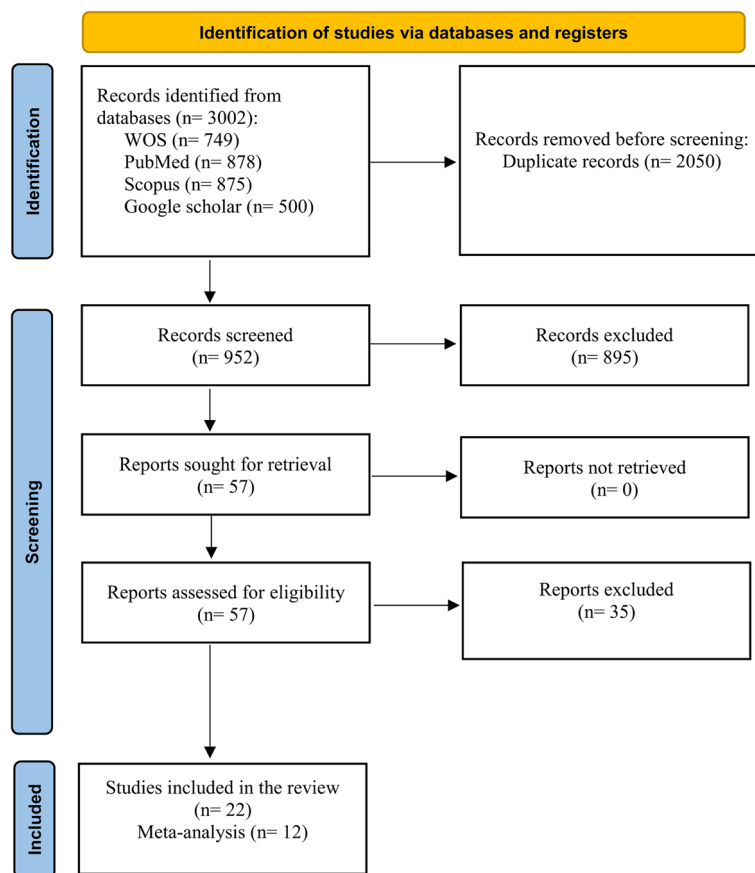 Identification of studies via databases and registers
Identification
Records identified from
databases (n= 3002):
WOS (n= 749)
PubMed (n= 878)
Scopus (n= 875)
Google scholar (n= 500)
Records removed before screening:
Duplicate records (n= 2050)
Screening
Records screened
(n= 952)
Records excluded
(n= 895)
Reports sought for retrieval
(n= 57)
Reports not retrieved
(n= 0)
Reports assessed for eligibility
(n= 57)
Reports excluded
(n= 35)
Included
Studies included in the review
(n= 22)
Meta-analysis (n= 12)